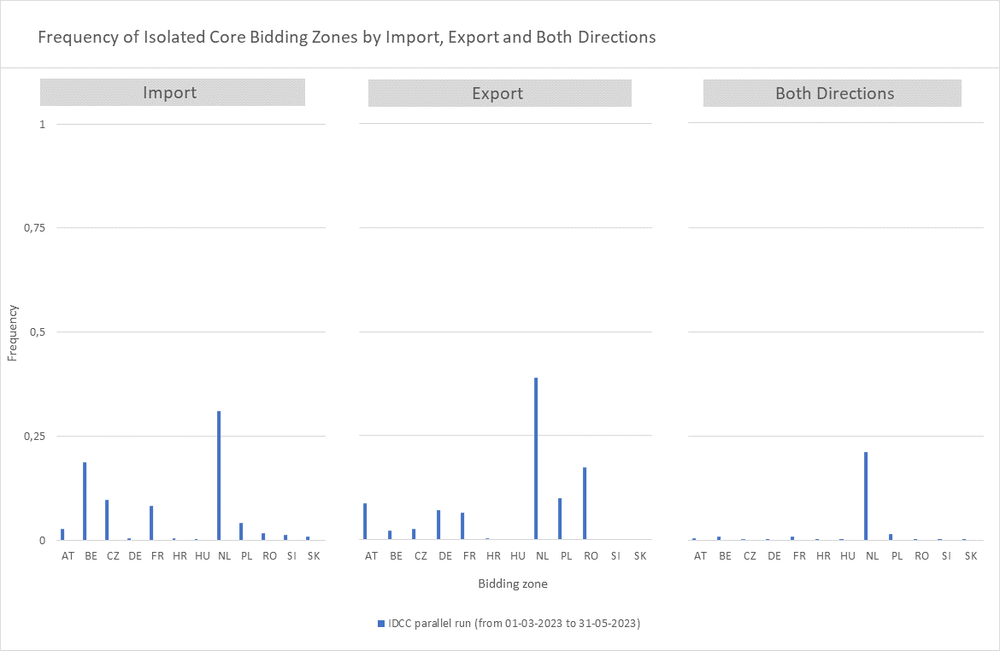 Frequency of Isolated Core Bidding Zones by Import, Export and Both Directions
Import Export Both Directions
1
0,75
0,5
0,25
0
Frequency
AT BE CZ DE FR HR HU NL PL RO SI SK
AT BE CZ DE FR HR HU NL PL RO SI SK
AT BE CZ DE FR HR HU NL PL RO SI SK
Bidding zone
IDCC parallel run (from 01-03-2023 to 31-05-2023)